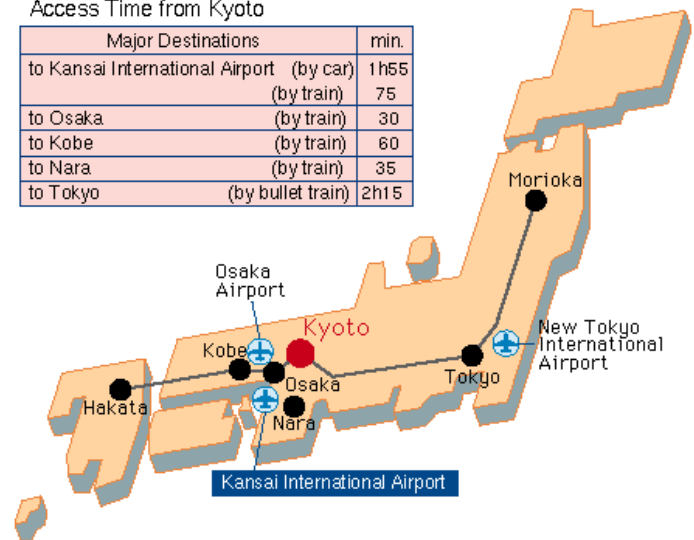 Access Time from Kyoto
Major Destinations min.
to Kansai International Airport (by car) 1h55
(by train) 75
to Osaka (by train) 30
to Kobe (by train) 60
to Nara (by train) 35
to Tokyo (by bullet train) 2h15
Morioka
Osaka
Airport
Kyoto
New Tokyo
International
Airport
Kobe
Osaka
Tokyo
Hakata
Nara
Kansai International Airport